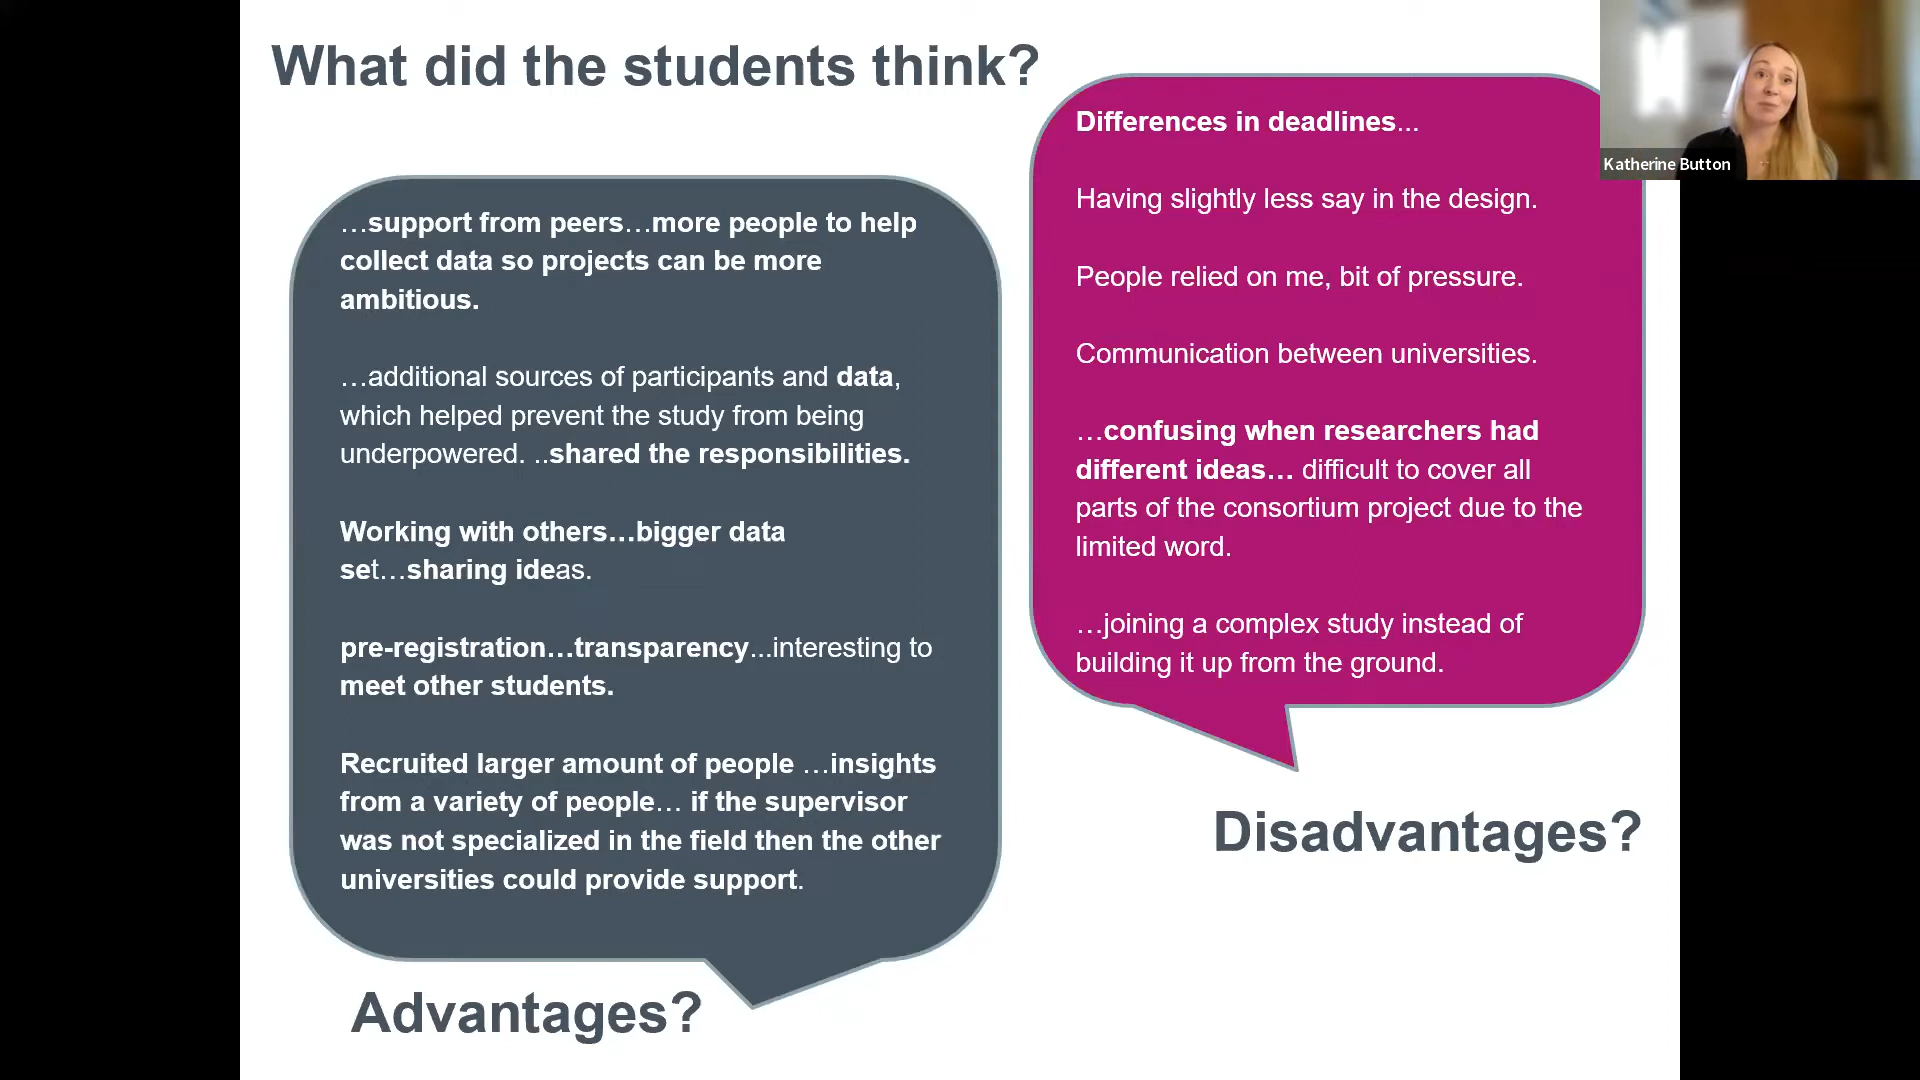 What did the students think?
…support from peers…more people to help
collect data so projects can be more
ambitious.
…additional sources of participants and data,
which helped prevent the study from being
underpowered. ..shared the responsibilities.
Working with others…bigger data
set…sharing ideas.
pre-registration…transparency...interesting to
meet other students.
Recruited larger amount of people …insights
from a variety of people… if the supervisor
was not specialized in the field then the other
universities could provide support.
Advantages?
Differences in deadlines...
Having slightly less say in the design.
People relied on me, bit of pressure.
Communication between universities.
…confusing when researchers had
different ideas… difficult to cover all
parts of the consortium project due to the
limited word.
…joining a complex study instead of
building it up from the ground.
Disadvantages?
Katherine Button